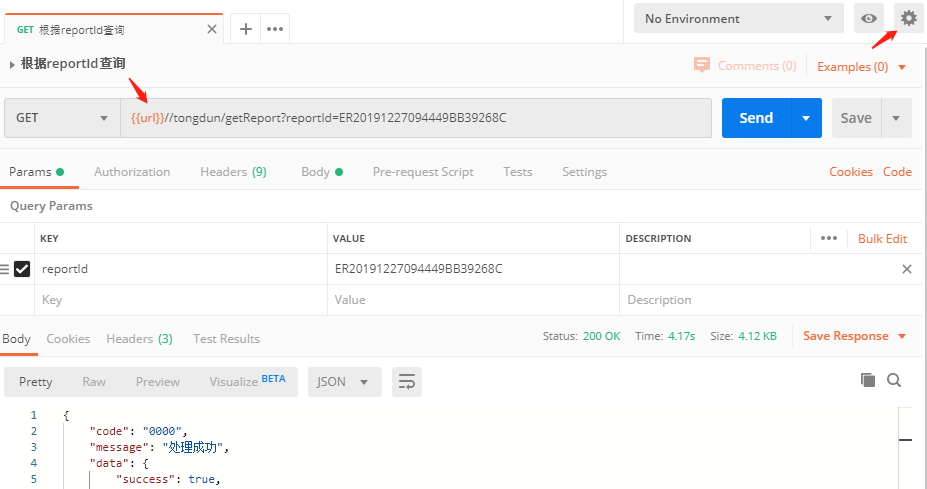 GET 根据reportId查询
No Environment
根据reportId查询
Comments (0) Examples (0)
GET {{url}}//tongdun/getReport?reportId=ER20191227094449BB39268C Send Save
Params Authorization Headers (9) Body Pre-request Script Tests Settings Cookies Code
Query Params
KEY VALUE DESCRIPTION Bulk Edit
reportId ER20191227094449BB39268C
Key Value Description
Body Cookies Headers (3) Test Results Status: 200 OK Time: 4.17s Size: 4.12 KB Save Response
Pretty Raw Preview Visualize BETA JSON
1 {
2 "code": "0000",
3 "message": "处理成功",
4 "data": {
5 "success": true,